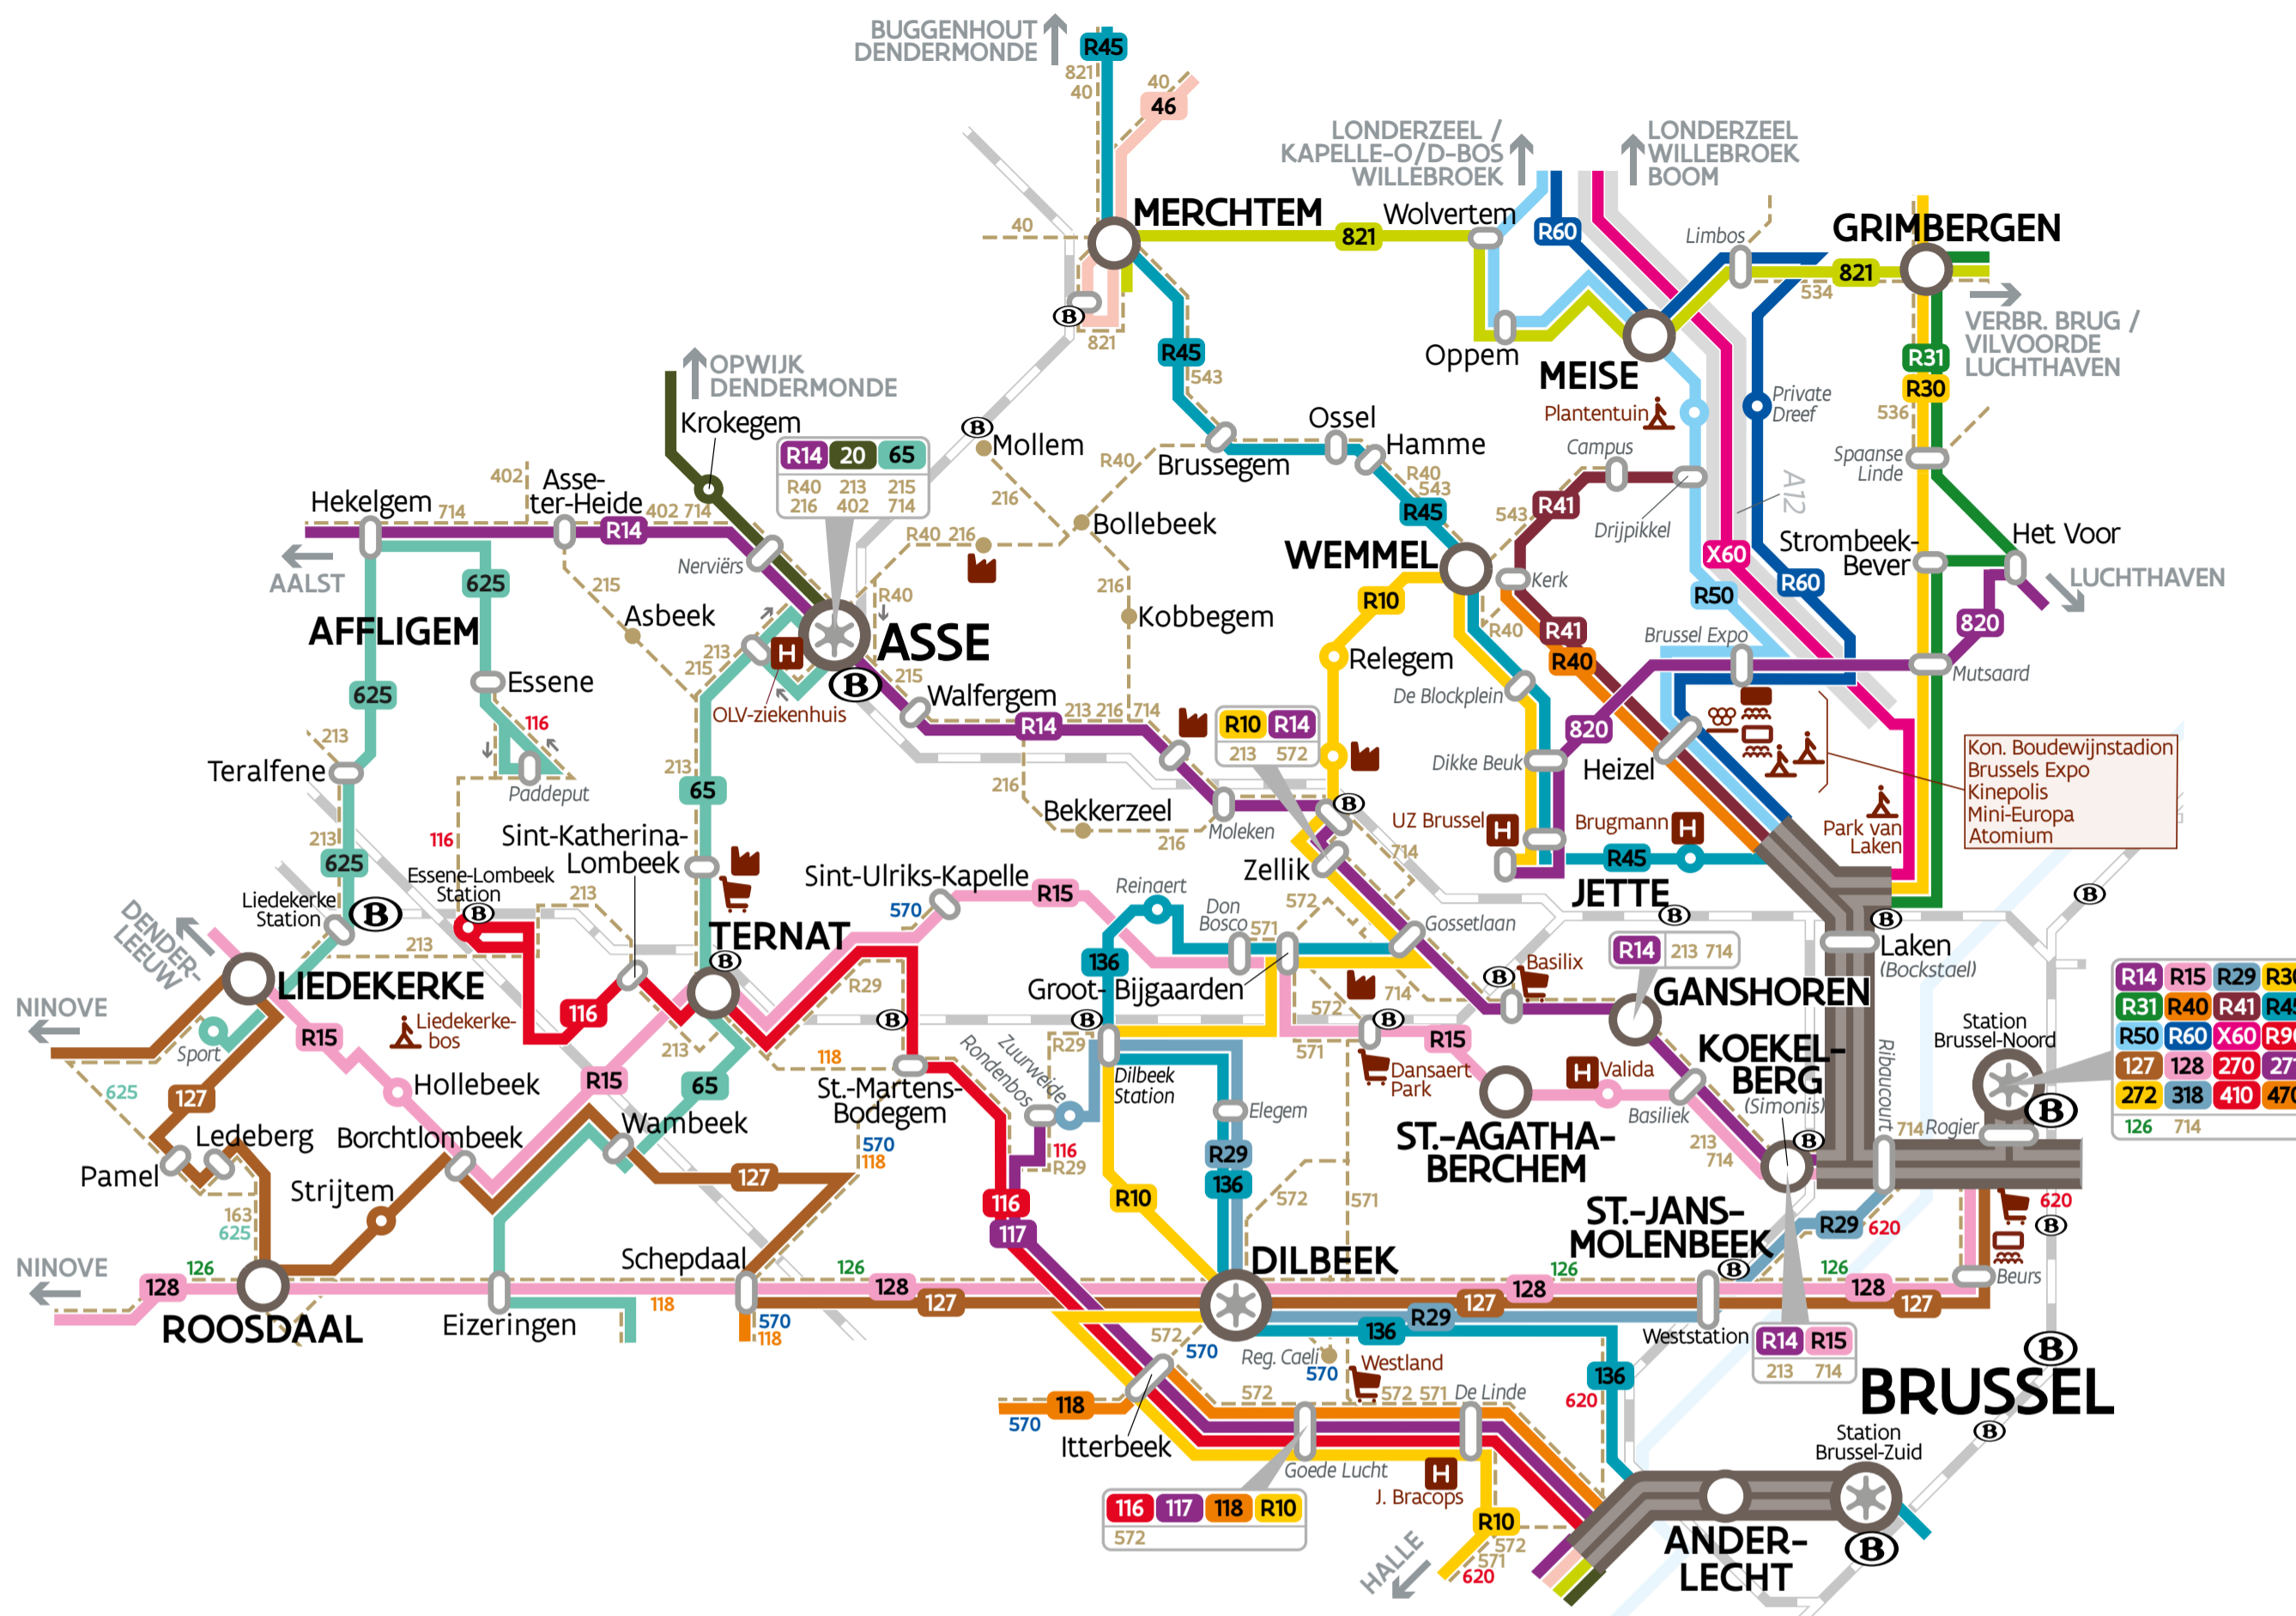 BUGGENHOUT
DENDERMONDE
R45
821
40
40
46
LONDERZEEL /
KAPELLE-O/D-BOS
WILLEBROEK
LONDERZEEL
WILLEBROEK
BOOM
MERCHTEM
40
821
Wolvertem
R60
Limbos
GRIMBERGEN
821
534
VERBR. BRUG /
VILVOORDE
LUCHTHAVEN
B
821
R45
543
Oppem
MEISE
Plantentuin
Private
Dreef
R31
R30
536
OPWIJK
DENDERMONDE
Krokegem
R14 20 65
R40 213 215
216 402 714
B
Mollem
216
R40
Brussegem
Ossel
Hamme
R40
543
R45
Campus
R41
543
Drijpikkel
A12
Spaanse
Linde
402
Asse-
ter-Heide
Hekelgem
714
402 714
R14
AALST
Nerviërs
Bollebeek
R40 216
WEMMEL
X60
Strombeek-
Bever
Het Voor
LUCHTHAVEN
625
215
Asbeek
R40
216
Kobbegem
Kerk
R10
R40
R41
R40
R50
R60
820
AFFLIGEM
213
215
H
ASSE
B
215
OLV-ziekenhuis
Relegem
De Blockplein
Brussel Expo
Mutsaard
625
Essene
Walfergem
R14
213 216 714
R10 R14
213 572
820
Heizel
Kon. Boudewijnstadion
Brussels Expo
Kinepolis
Mini-Europa
Atomium
116
213
Teralfene
Paddeput
213
65
216
Bekkerzeel
216
Moleken
B
Dikke Beuk
UZ Brussel
H
Brugmann
H
Park van
Laken
213
116
625
Sint-Katherina-
Lombeek
Essene-Lombeek
Station
B
213
Zellik
714
R45
JETTE
B
B
B
DENDER-
LEEUW
Liedekerke
Station
B
213
Sint-Ulriks-Kapelle
570
R15
Reinaert
Don
Bosco
571
572
Gossetlaan
R14 213 714
Laken
(Bockstael)
TERNAT
B
136
Groot-Bijgaarden
B
Basilix
GANSHOREN
NINOVE
LIEDEKERKE
R29
572
714
R14 R15 R29 R30
R31 R40 R41 R45
R50 R60 X60 R90
127 128 270 271
272 318 410 470
126 714
Sport
R15
Liedekerke-
bos
116
213
118
B
B
R29
571
B
R15
Dansaert
Park
KOEKEL-
BERG
(Simonis)
Ribaucourt
Station
Brussel-Noord
B
625
127
Hollebeek
R15
65
St.-Martens-
Bodegem
Rondenbos
Zuurweide
Dilbeek
Station
Elegem
H
Valida
Basiliek
B
714
Rogier
Pamel
Ledeberg
Borchtlombeek
Wambeek
570
118
116
R29
R29
136
ST.-AGATHA-
BERCHEM
213
714
Strijtem
127
116
R10
572
571
ST.-JANS-
MOLENBEEK
R29
620
620
B
163
625
117
NINOVE
126
128
Schepdaal
126
128
127
DILBEEK
126
128
127
B
126
128
127
Beurs
ROOSDAAL
Eizeringen
118
570
118
R29
136
Weststation
R14 R15
213 714
B
572
570
Reg. Caeli
570
Westland
136
620
BRUSSEL
118
570
Itterbeek
572
572 571
De Linde
Goede Lucht
H
J. Bracops
Station
Brussel-Zuid
B
116 117 118 R10
572
R10
572
571
620
HALLE
ANDER-
LECHT
B